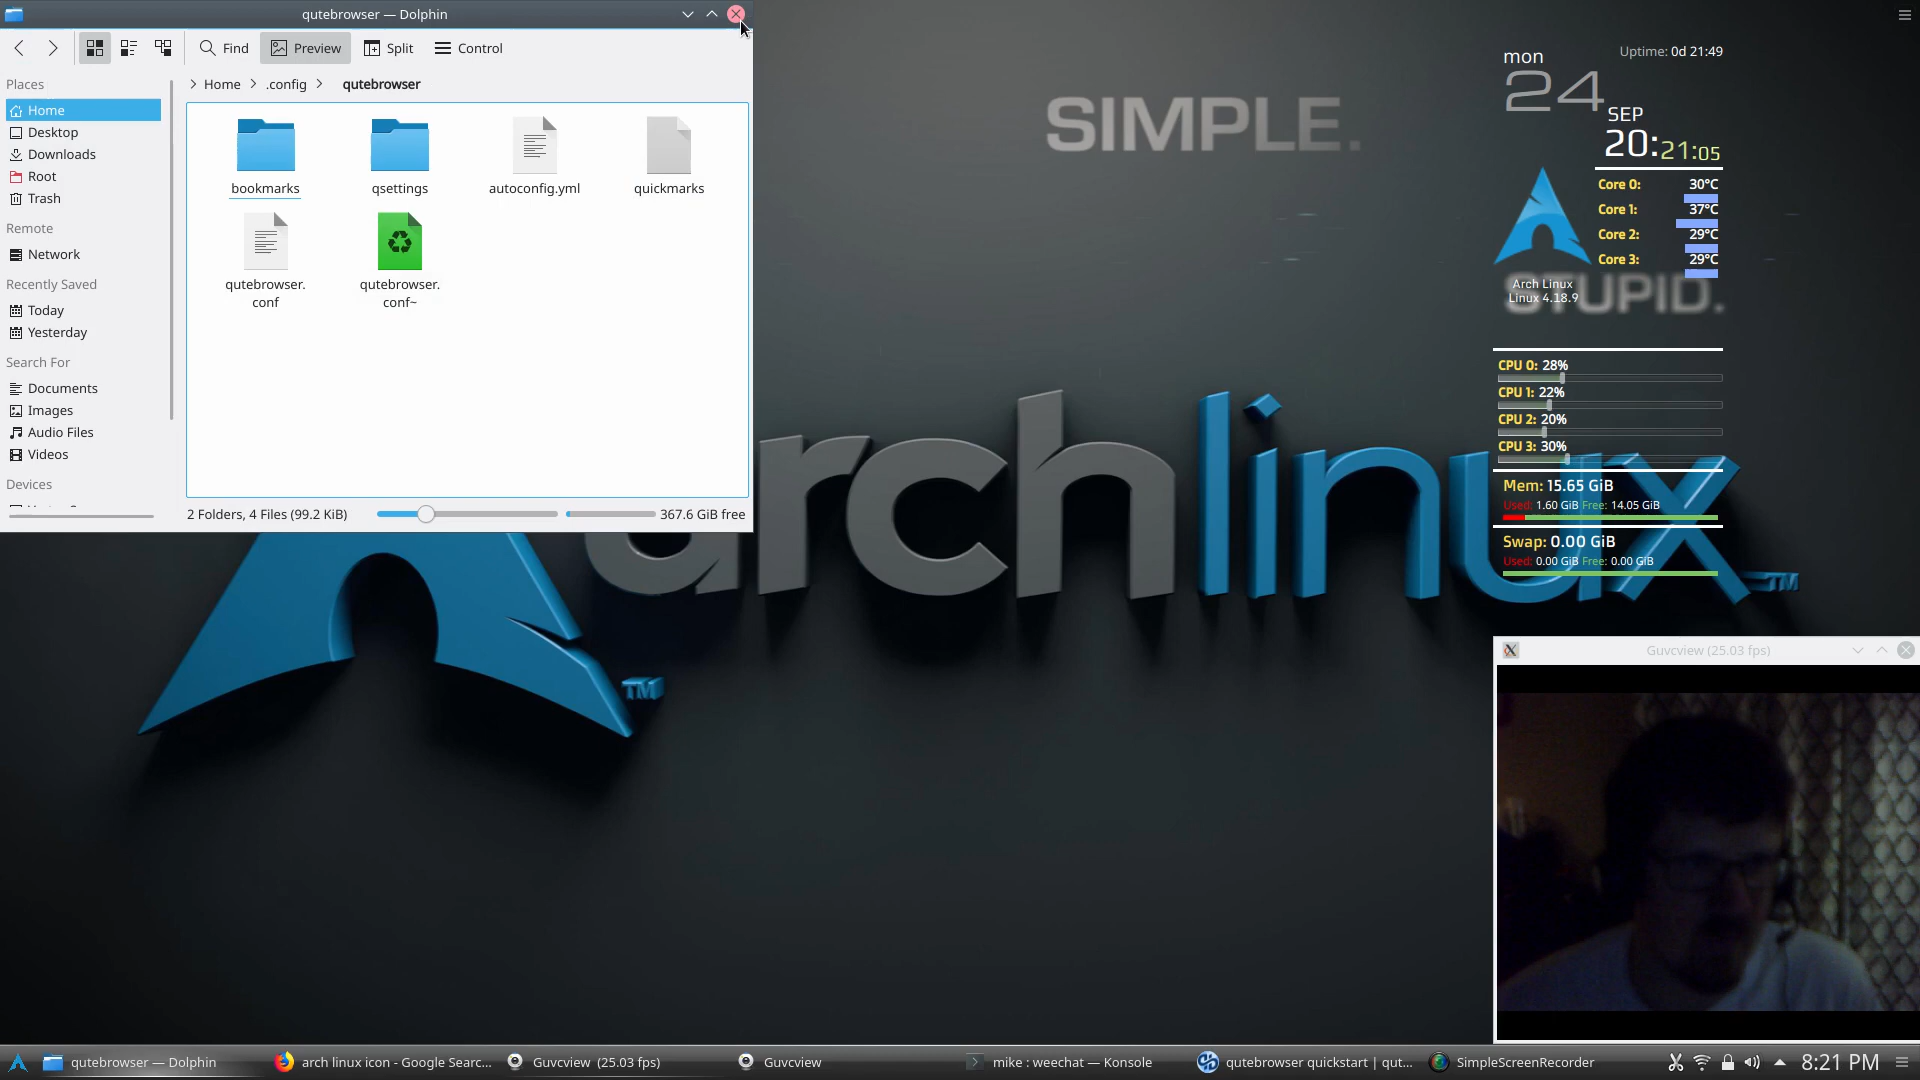 qutebrowser — Dolphin
Find
Preview
Split
Control
Places
Home
Desktop
Downloads
Root
Trash
Remote
Network
Recently Saved
Today
Yesterday
Search For
Documents
Images
Audio Files
Videos
Devices
Home
.config
qutebrowser
bookmarks
qsettings
autoconfig.yml
quickmarks
qutebrowser.
conf
qutebrowser.
conf~
2 Folders, 4 Files (99.2 KiB)
367.6 GiB free
SIMPLE.
STUPID.
archlinux
TM
TM
mon
24
SEP
20:21:05
Uptime: 0d 21:49
Core 0: 30°C
Core 1: 37°C
Core 2: 29°C
Core 3: 29°C
Arch Linux
Linux 4.18.9
CPU 0: 28%
CPU 1: 22%
CPU 2: 20%
CPU 3: 30%
Mem: 15.65 GiB
Used: 1.60 GiB Free: 14.05 GiB
Swap: 0.00 GiB
Used: 0.00 GiB Free: 0.00 GiB
Guvcview (25.03 fps)
qutebrowser — Dolphin
arch linux icon - Google Searc...
Guvcview (25.03 fps)
Guvcview
mike : weechat — Konsole
qutebrowser quickstart | qut...
SimpleScreenRecorder
8:21 PM